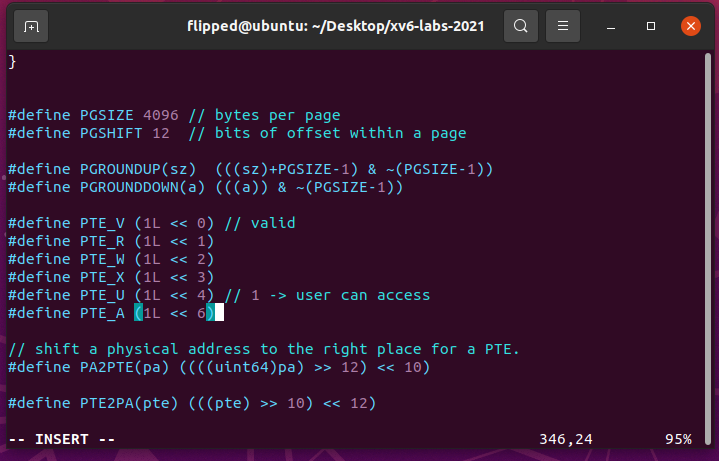 flipped@ubuntu: ~/Desktop/xv6-labs-2021
}
#define PGSIZE 4096 // bytes per page
#define PGSHIFT 12  // bits of offset within a page
#define PGROUNDUP(sz)  (((sz)+PGSIZE-1) & ~(PGSIZE-1))
#define PGROUNDDOWN(a) (((a)) & ~(PGSIZE-1))
#define PTE_V (1L << 0) // valid
#define PTE_R (1L << 1)
#define PTE_W (1L << 2)
#define PTE_X (1L << 3)
#define PTE_U (1L << 4) // 1 -> user can access
#define PTE_A (1L << 6)
// shift a physical address to the right place for a PTE.
#define PA2PTE(pa) ((((uint64)pa) >> 12) << 10)
#define PTE2PA(pte) (((pte) >> 10) << 12)
-- INSERT -- 346,24 95%